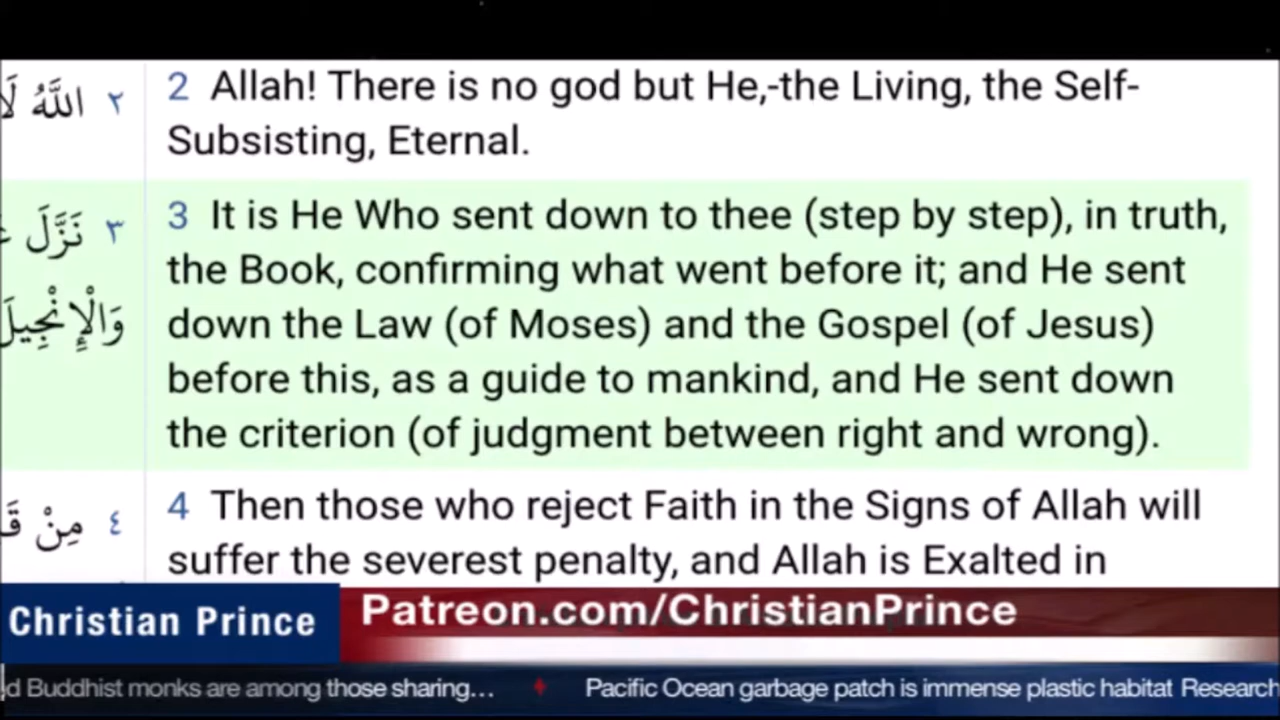 2 Allah! There is no god but He,-the Living, the Self-
Subsisting, Eternal.
٢ اللَّهُ
3 It is He Who sent down to thee (step by step), in truth,
the Book, confirming what went before it; and He sent
down the Law (of Moses) and the Gospel (of Jesus)
before this, as a guide to mankind, and He sent down
the criterion (of judgment between right and wrong).
٣ نَزَّلَ
وَالْإِنْجِيلَ
4 Then those who reject Faith in the Signs of Allah will
suffer the severest penalty, and Allah is Exalted in
٤ مِنْ
Christian Prince
Patreon.com/ChristianPrince
d Buddhist monks are among those sharing... Pacific Ocean garbage patch is immense plastic habitat Research